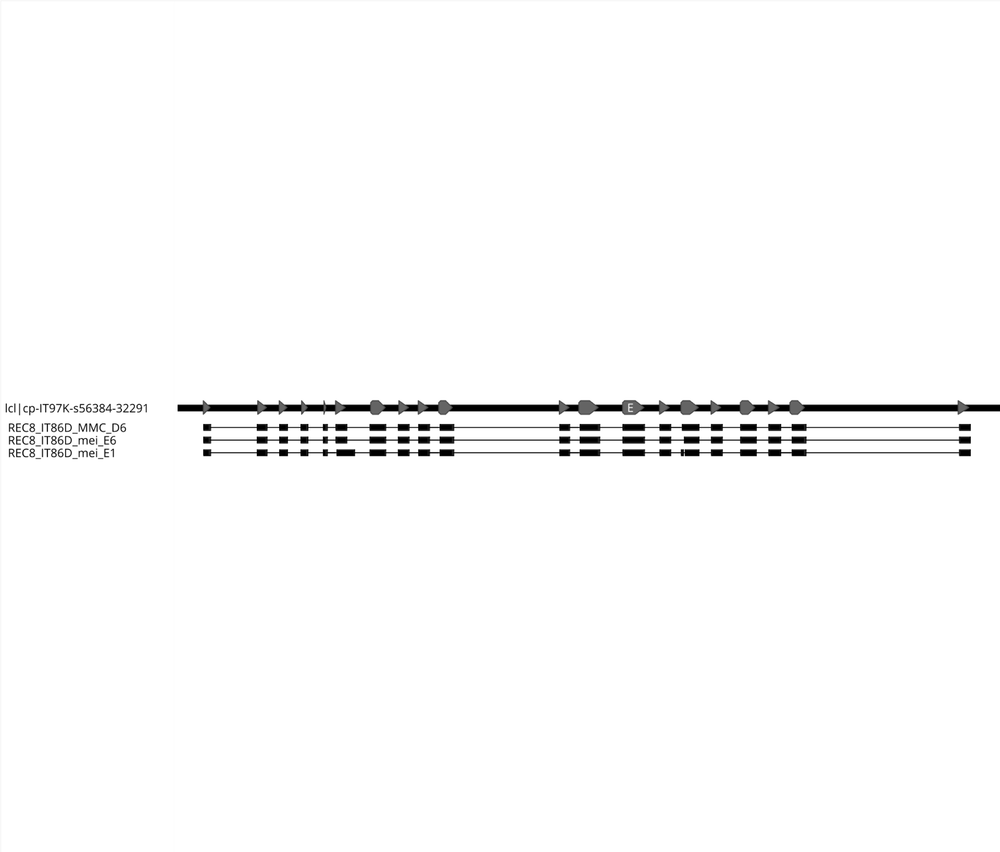 lcl|cp-IT97K-s56384-32291
E
REC8_IT86D_MMC_D6
REC8_IT86D_mei_E6
REC8_IT86D_mei_E1